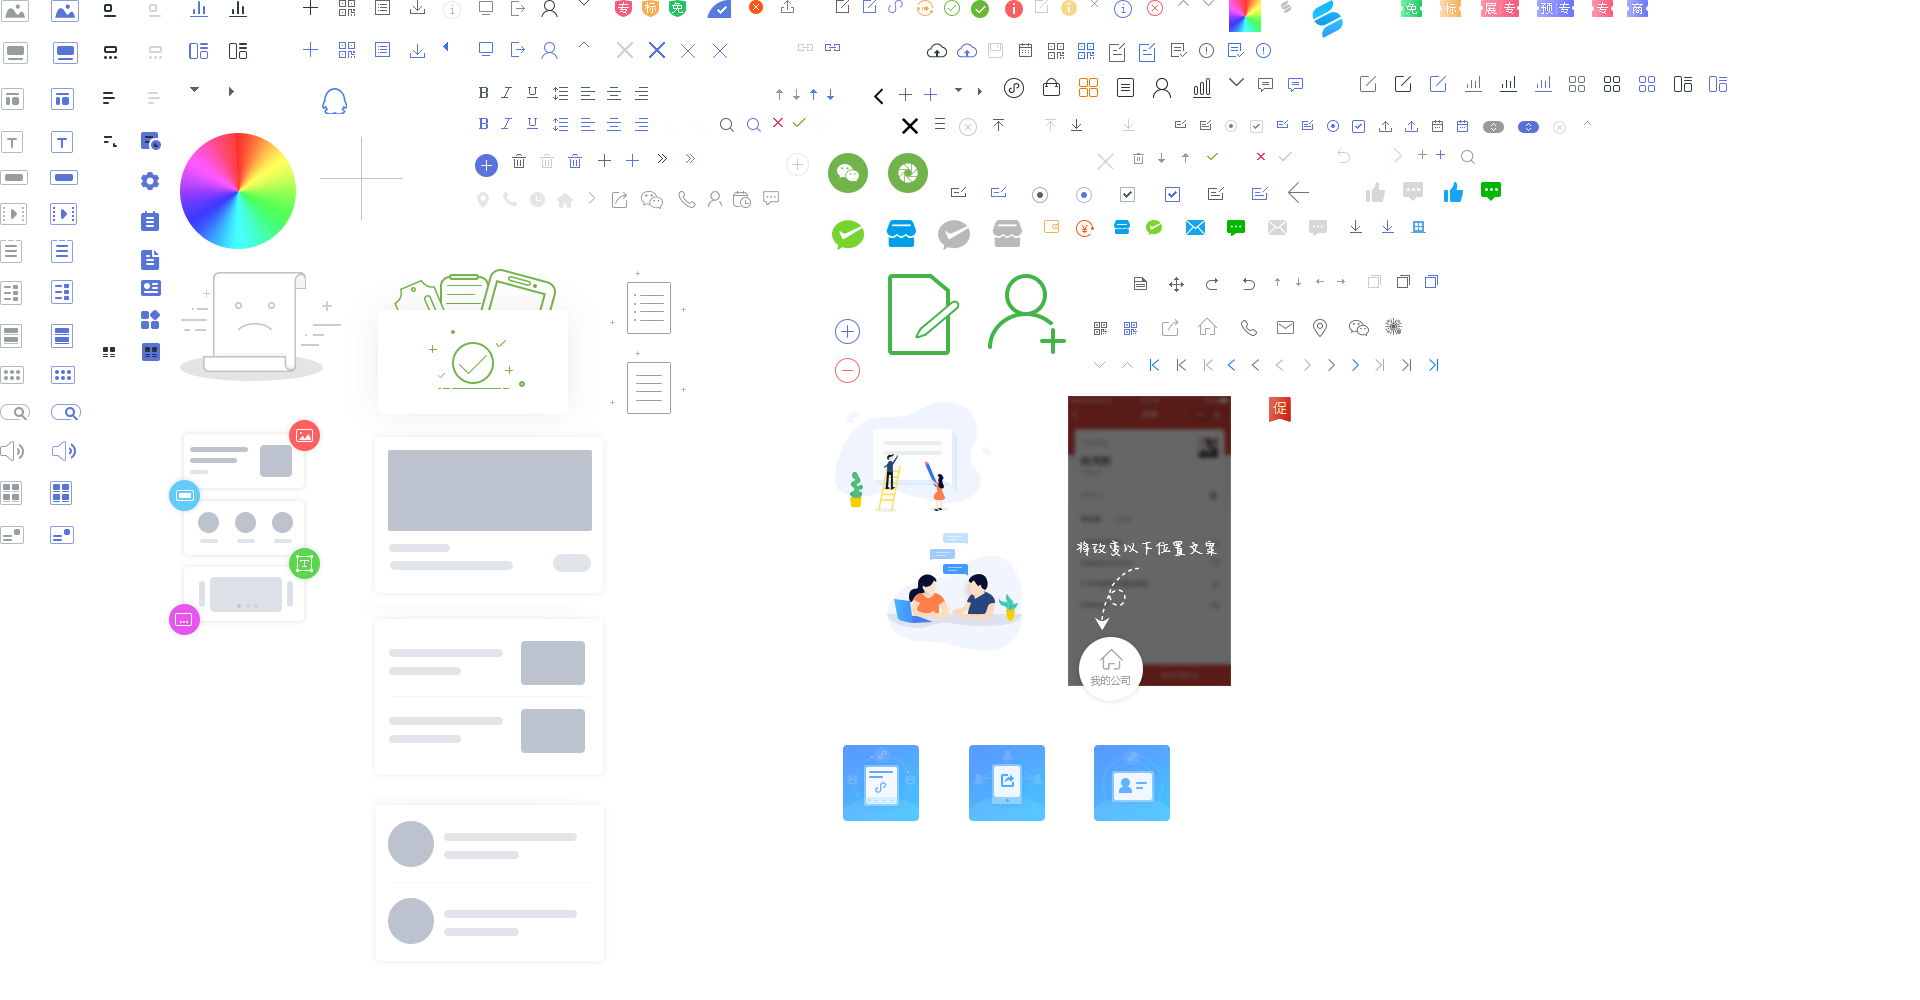 专 标 免
免 标 展 专 预 专 专 商
促
将改变以下位置文案
我的公司